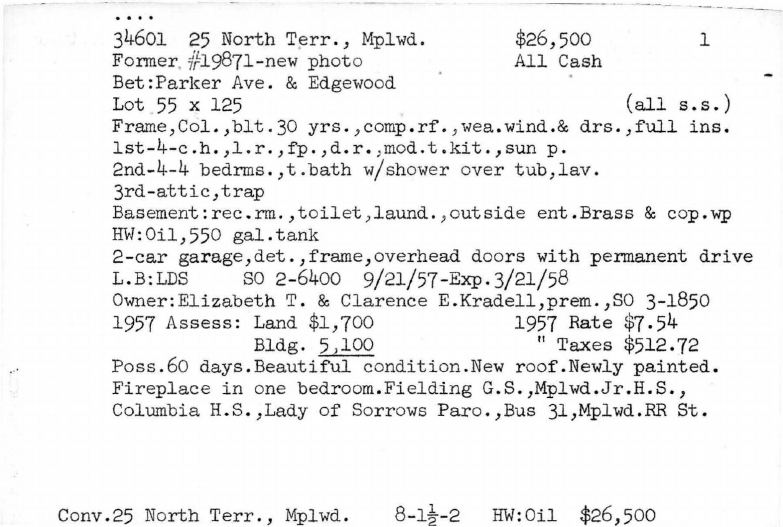 ....
34601 25 North Terr., Mplwd. $26,500 1
Former #19871-new photo All Cash
Bet:Parker Ave. & Edgewood
Lot 55 x 125 (all s.s.)
Frame,Col.,blt.30 yrs.,comp.rf.,wea.wind.& drs.,full ins.
1st-4-c.h.,l.r.,fp.,d.r.,mod.t.kit.,sun p.
2nd-4-4 bedrms.,t.bath w/shower over tub,lav.
3rd-attic,trap
Basement:rec.rm.,toilet,laund.,outside ent.Brass & cop.wp
HW:Oil,550 gal.tank
2-car garage,det.,frame,overhead doors with permanent drive
L.B:LDS SO 2-6400 9/21/57-Exp.3/21/58
Owner:Elizabeth T. & Clarence E.Kradell,prem.,SO 3-1850
1957 Assess: Land $1,700 1957 Rate $7.54
Bldg. 5,100 " Taxes $512.72
Poss.60 days.Beautiful condition.New roof.Newly painted.
Fireplace in one bedroom.Fielding G.S.,Mplwd.Jr.H.S.,
Columbia H.S.,Lady of Sorrows Paro.,Bus 31,Mplwd.RR St.
Conv.25 North Terr., Mplwd. 8-1½-2 HW:Oil $26,500